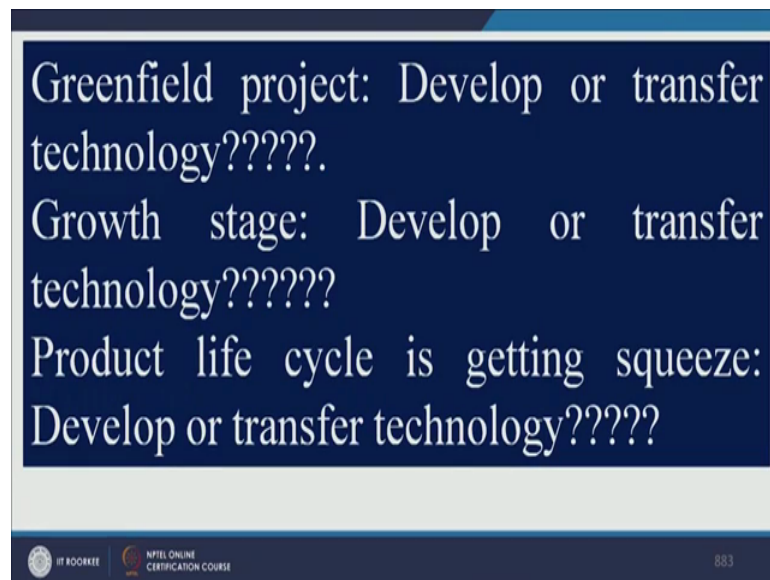 Greenfield project: Develop or transfer
technology?????.
Growth stage: Develop or transfer
technology??????
Product life cycle is getting squeeze:
Develop or transfer technology?????
IIT ROORKEE
NPTEL ONLINE
CERTIFICATION COURSE
883